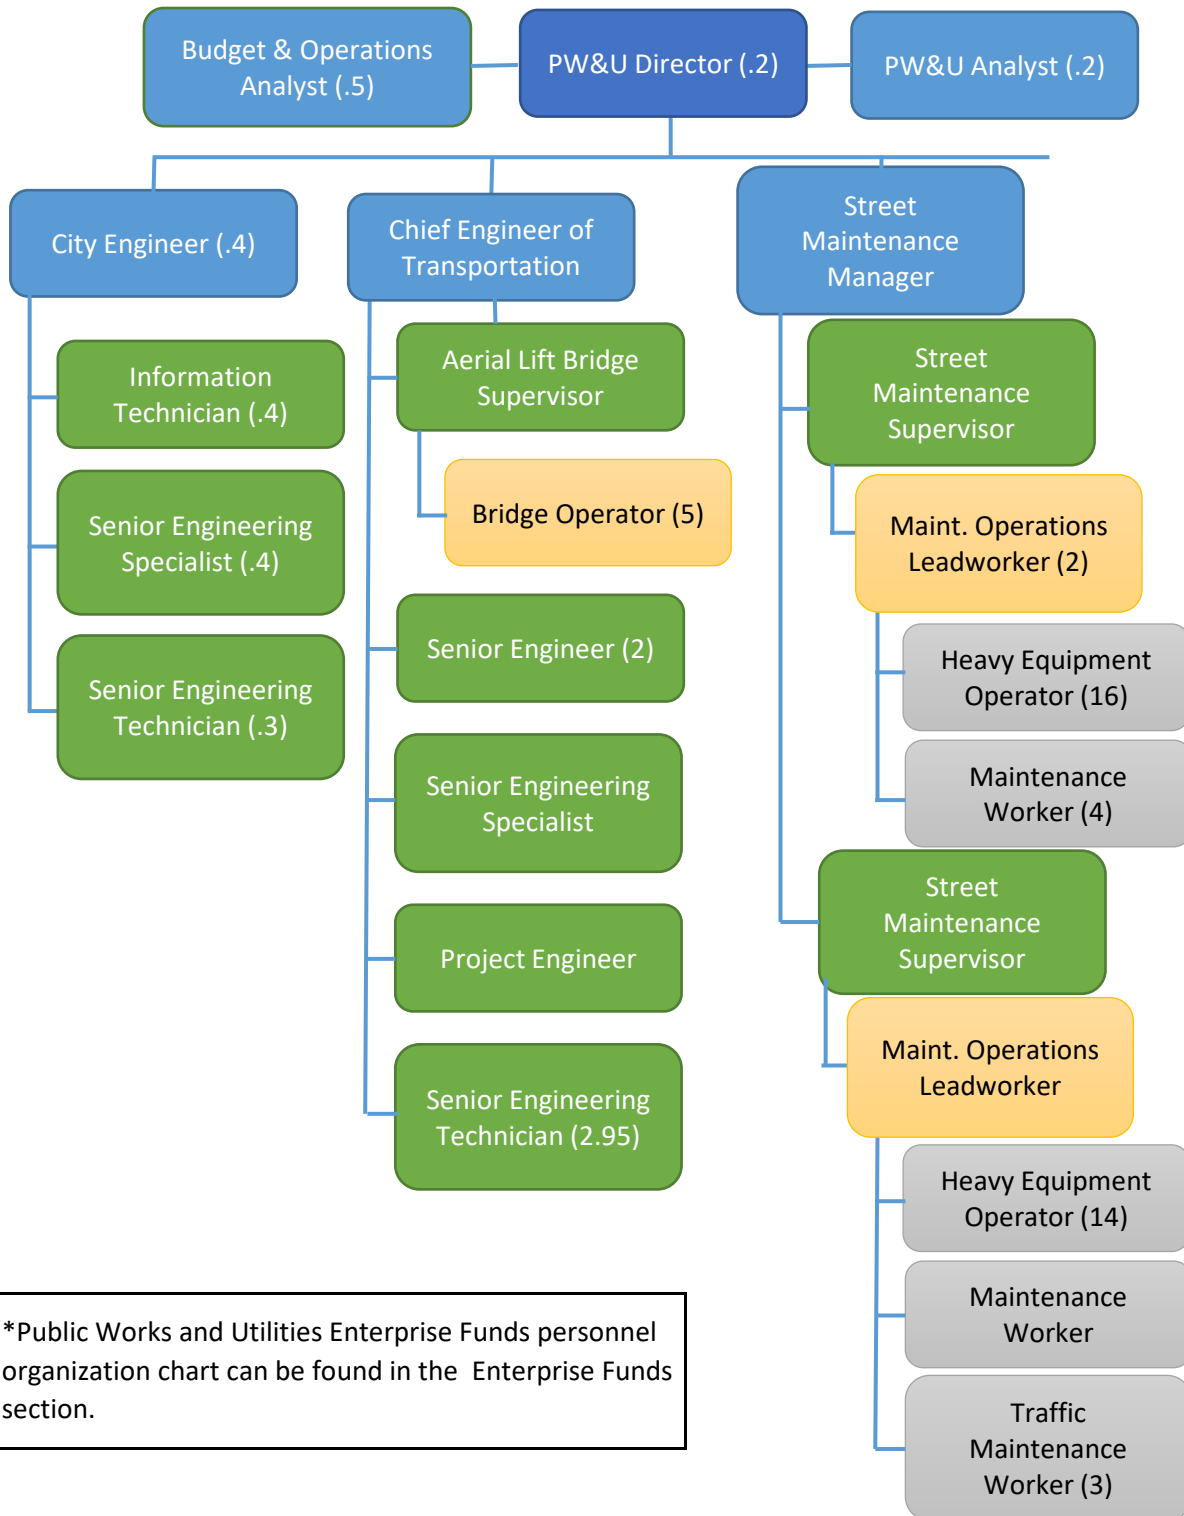 Budget & Operations
Analyst (.5)
PW&U Director (.2)
PW&U Analyst (.2)
City Engineer (.4)
Information
Technician (.4)
Senior Engineering
Specialist (.4)
Senior Engineering
Technician (.3)
Chief Engineer of
Transportation
Aerial Lift Bridge
Supervisor
Bridge Operator (5)
Senior Engineer (2)
Senior Engineering
Specialist
Project Engineer
Senior Engineering
Technician (2.95)
Street
Maintenance
Manager
Street
Maintenance
Supervisor
Maint. Operations
Leadworker (2)
Heavy Equipment
Operator (16)
Maintenance
Worker (4)
Street
Maintenance
Supervisor
Maint. Operations
Leadworker
Heavy Equipment
Operator (14)
Maintenance
Worker
Traffic
Maintenance
Worker (3)
*Public Works and Utilities Enterprise Funds personnel
organization chart can be found in the  Enterprise Funds
section.